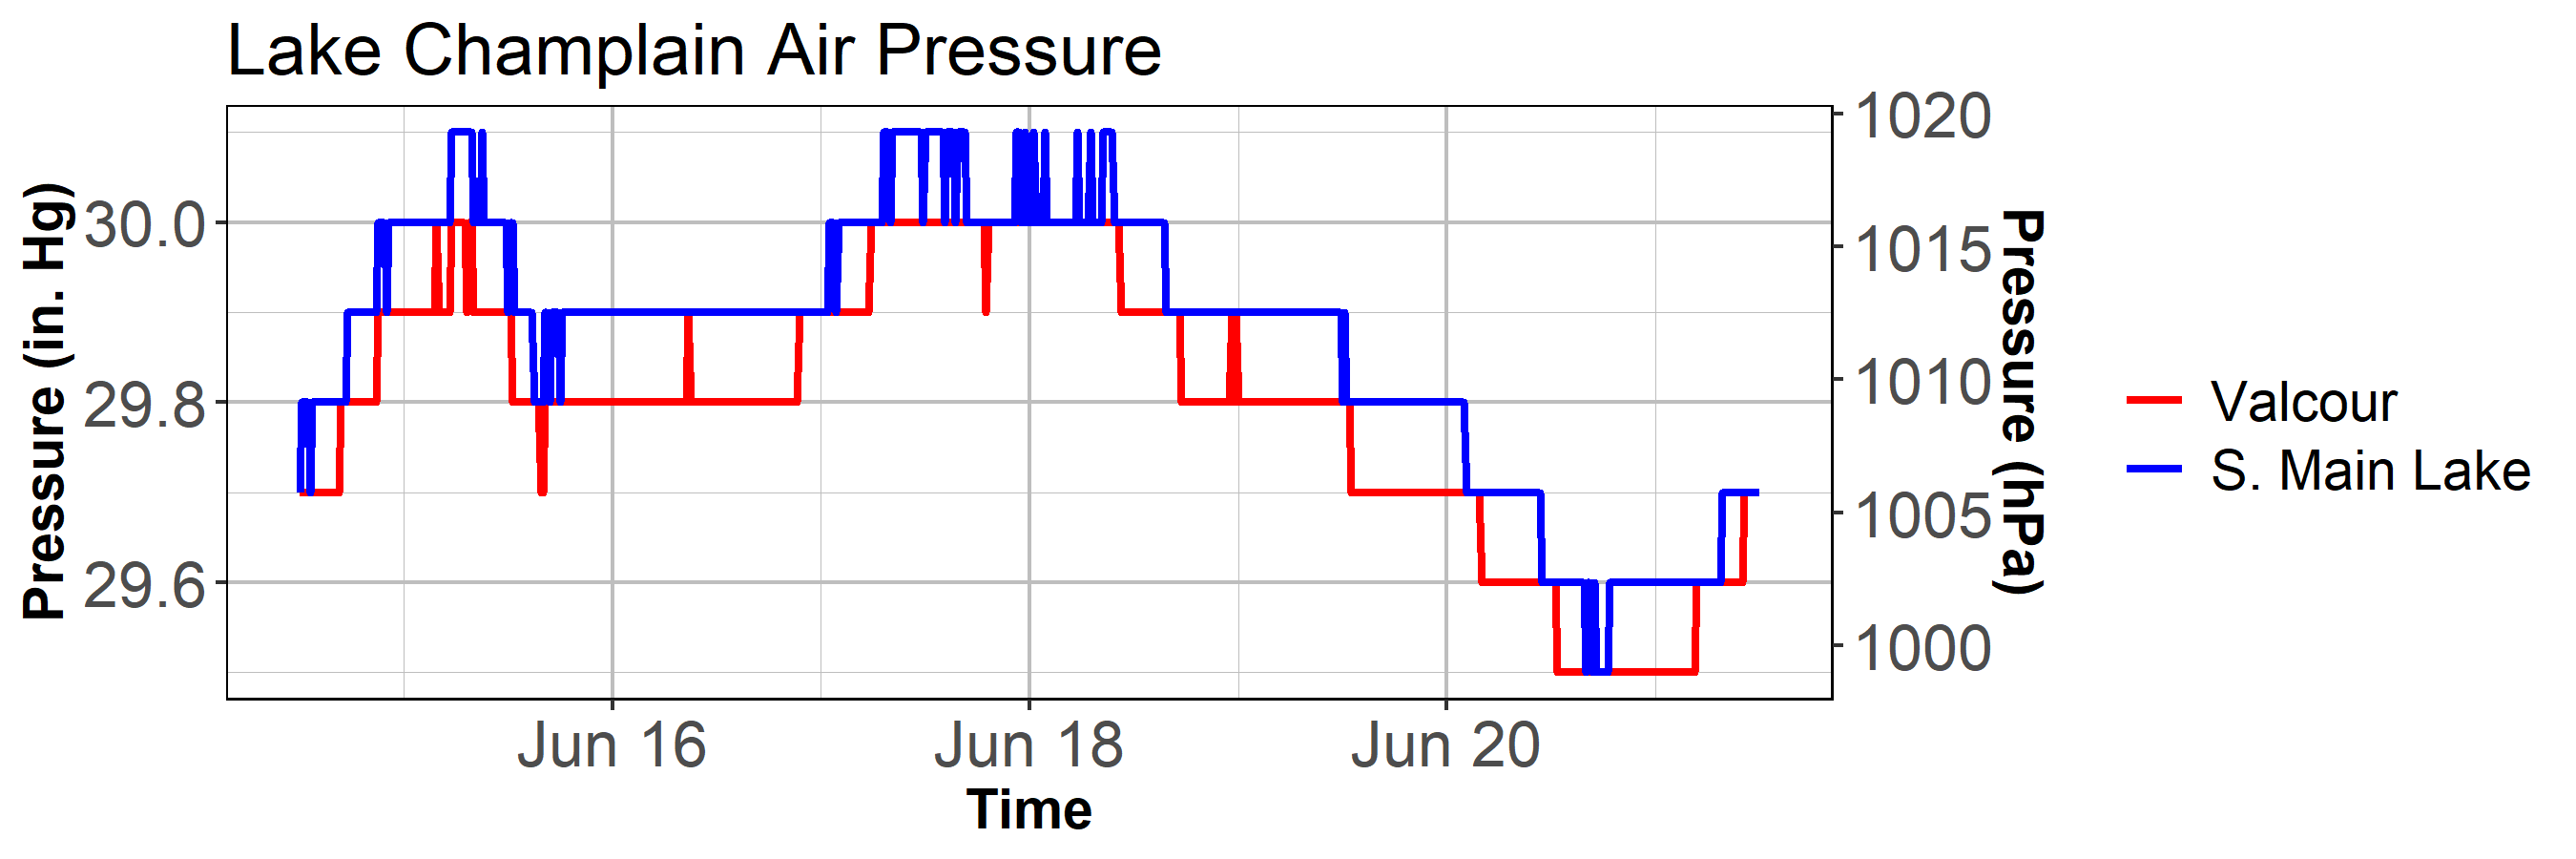 Lake Champlain Air Pressure
Pressure (in. Hg)
30.0
29.8
29.6
1020
1015
1010
1005
1000
Pressure (hPa)
Valcour
S. Main Lake
Jun 16
Jun 18
Jun 20
Time